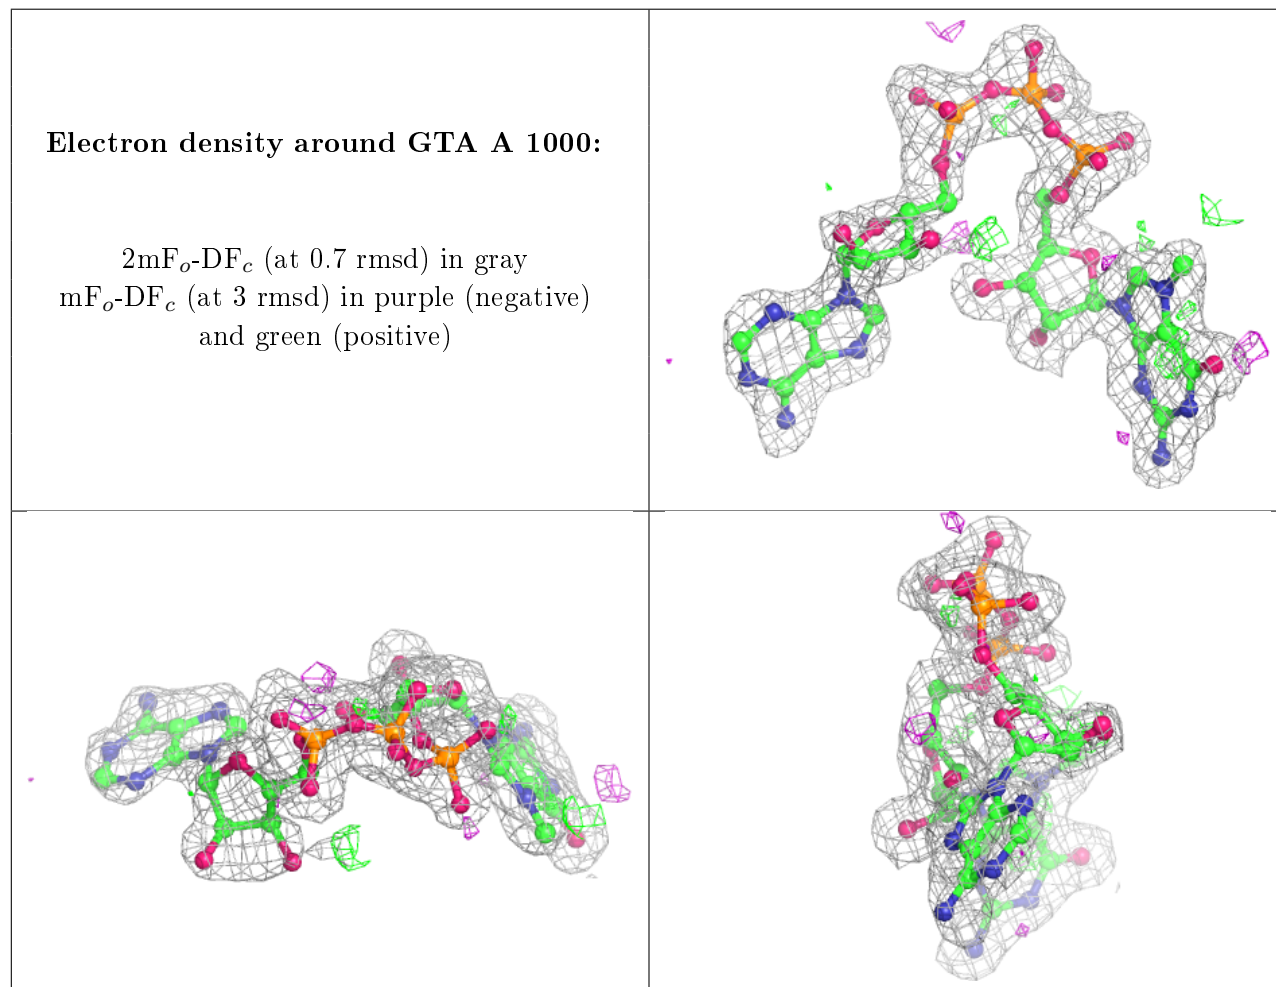 Electron density around GTA A 1000:
2mFo-DFc (at 0.7 rmsd) in gray
mFo-DFc (at 3 rmsd) in purple (negative)
and green (positive)